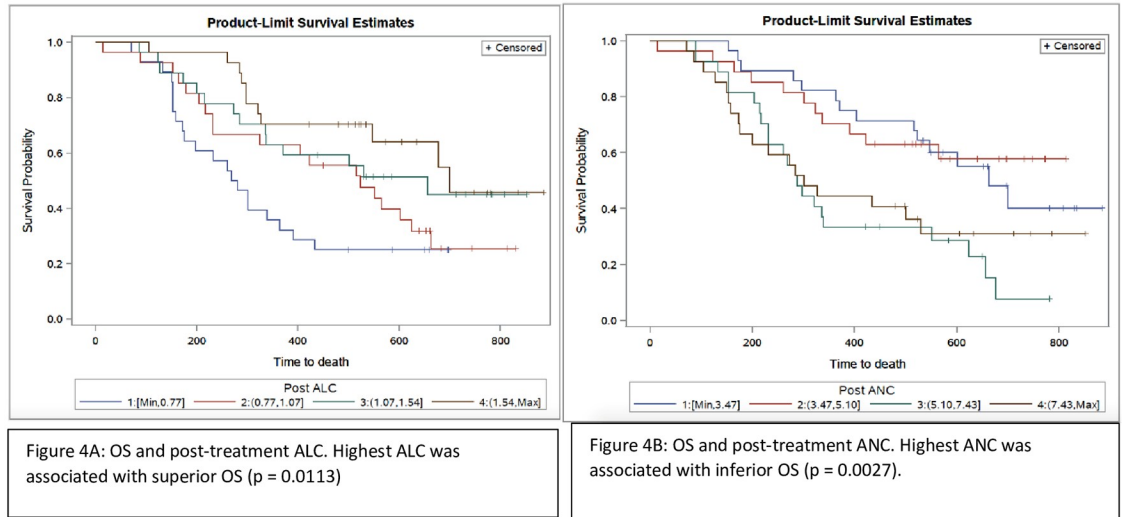 Product-Limit Survival Estimates
+ Censored
1.0
0.8
0.6
0.4
0.2
0.0
Survival Probability
0 200 400 600 800
Time to death
Post ALC
1:[Min,0.77] 2:(0.77,1.07] 3:(1.07,1.54] 4:(1.54,Max]
Figure 4A: OS and post-treatment ALC. Highest ALC was
associated with superior OS (p = 0.0113)
Product-Limit Survival Estimates
+ Censored
1.0
0.8
0.6
0.4
0.2
0.0
Survival Probability
0 200 400 600 800
Time to death
Post ANC
1:[Min,3.47] 2:(3.47,5.10] 3:(5.10,7.43] 4:(7.43,Max]
Figure 4B: OS and post-treatment ANC. Highest ANC was
associated with inferior OS (p = 0.0027).